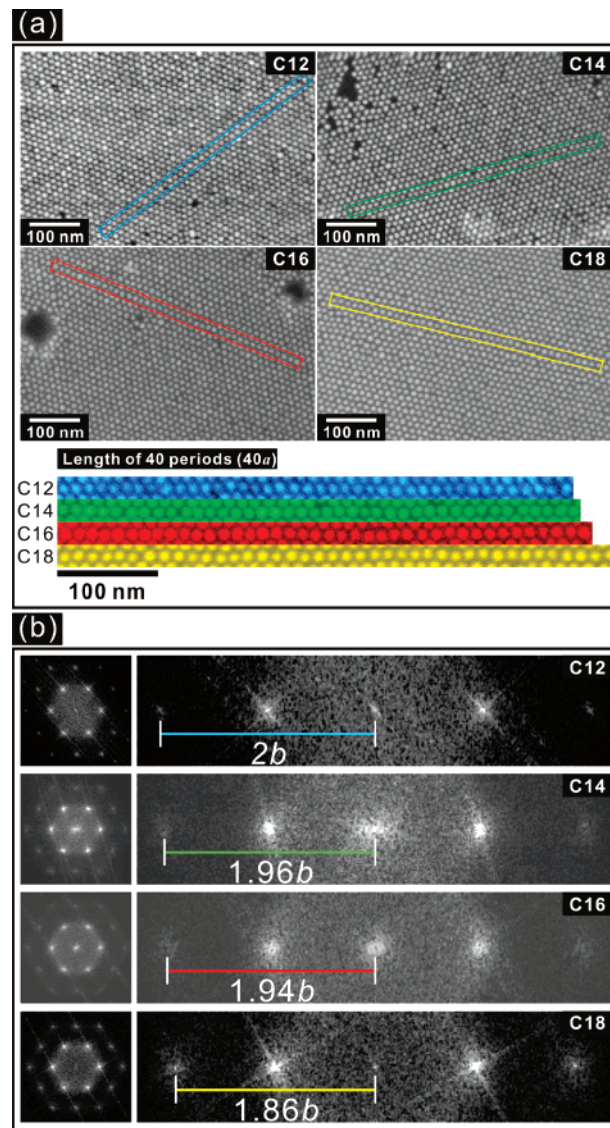 (a)
C12
C14
100 nm
100 nm
C16
C18
100 nm
100 nm
Length of 40 periods (40a)
C12
C14
C16
C18
100 nm
(b)
C12
2b
C14
1.96b
C16
1.94b
C18
1.86b